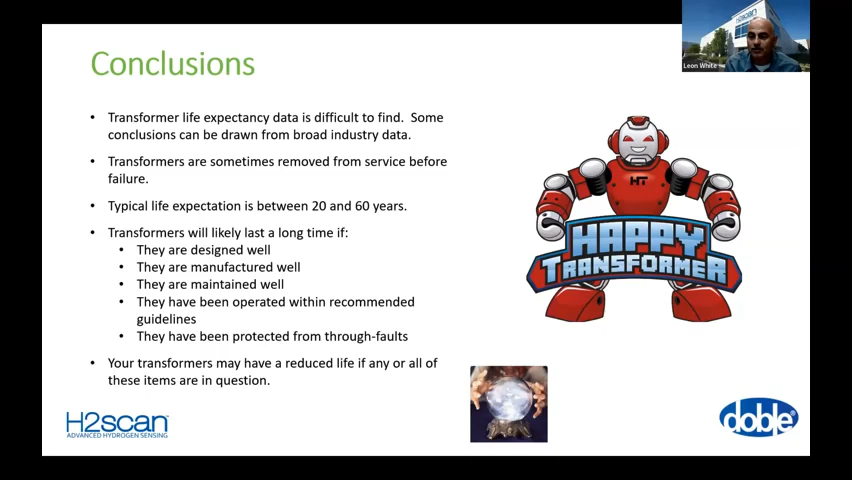 H2scan
Leon White
Conclusions
• Transformer life expectancy data is difficult to find. Some
conclusions can be drawn from broad industry data.
• Transformers are sometimes removed from service before
failure.
• Typical life expectation is between 20 and 60 years.
• Transformers will likely last a long time if:
• They are designed well
• They are manufactured well
• They are maintained well
• They have been operated within recommended
guidelines
• They have been protected from through-faults
• Your transformers may have a reduced life if any or all of
these items are in question.
HT
HAPPY
TRANSFORMER
H2scan™
ADVANCED HYDROGEN SENSING
doble®